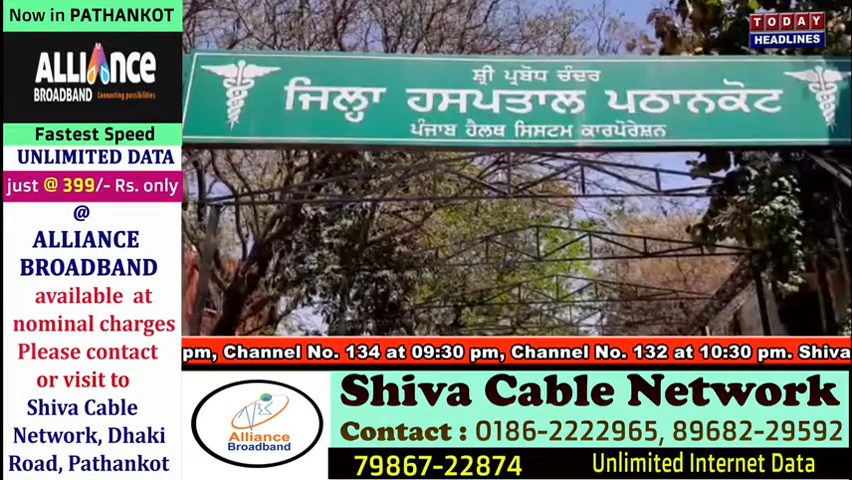 Now in PATHANKOT
ALLIANCE
BROADBAND Connecting possibilities
Fastest Speed
UNLIMITED DATA
just @ 399/- Rs. only
@
ALLIANCE
BROADBAND
available at
nominal charges
Please contact
or visit to
Shiva Cable
Network, Dhaki
Road, Pathankot
TODAY
HEADLINES
ਸ਼੍ਰੀ ਪ੍ਰਬੋਧ ਚੰਦਰ
ਜਿਲ੍ਹਾ ਹਸਪਤਾਲ ਪਠਾਨਕੋਟ
ਪੰਜਾਬ ਹੈਲਥ ਸਿਸਟਮ ਕਾਰਪੋਰੇਸ਼ਨ
pm, Channel No. 134 at 09:30 pm, Channel No. 132 at 10:30 pm. Shiva
Alliance
Broadband
Shiva Cable Network
Contact : 0186-2222965, 89682-29592
79867-22874 Unlimited Internet Data